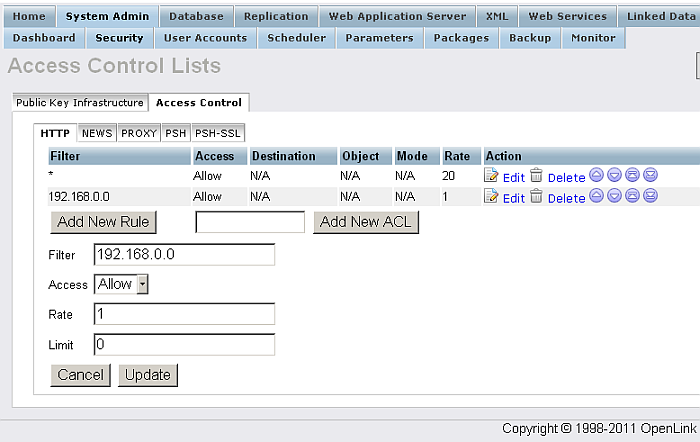 Home System Admin Database Replication Web Application Server XML Web Services Linked Data
Dashboard Security User Accounts Scheduler Parameters Packages Backup Monitor
Access Control Lists
Public Key Infrastructure Access Control
HTTP NEWS PROXY PSH PSH-SSL
Filter Access Destination Object Mode Rate Action
* Allow N/A N/A N/A 20 Edit Delete
192.168.0.0 Allow N/A N/A N/A 1 Edit Delete
Add New Rule Add New ACL
Filter 192.168.0.0
Access Allow
Rate 1
Limit 0
Cancel Update
Copyright © 1998-2011 OpenLink